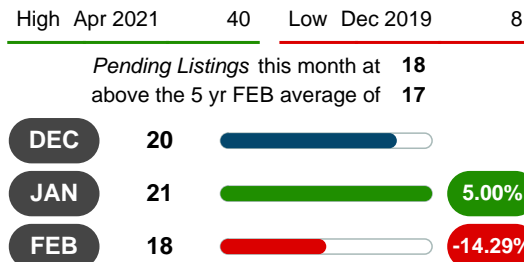 High Apr 2021 40 Low Dec 2019 8
Pending Listings this month at 18
above the 5 yr FEB average of 17
DEC 20
JAN 21 5.00%
FEB 18 -14.29%